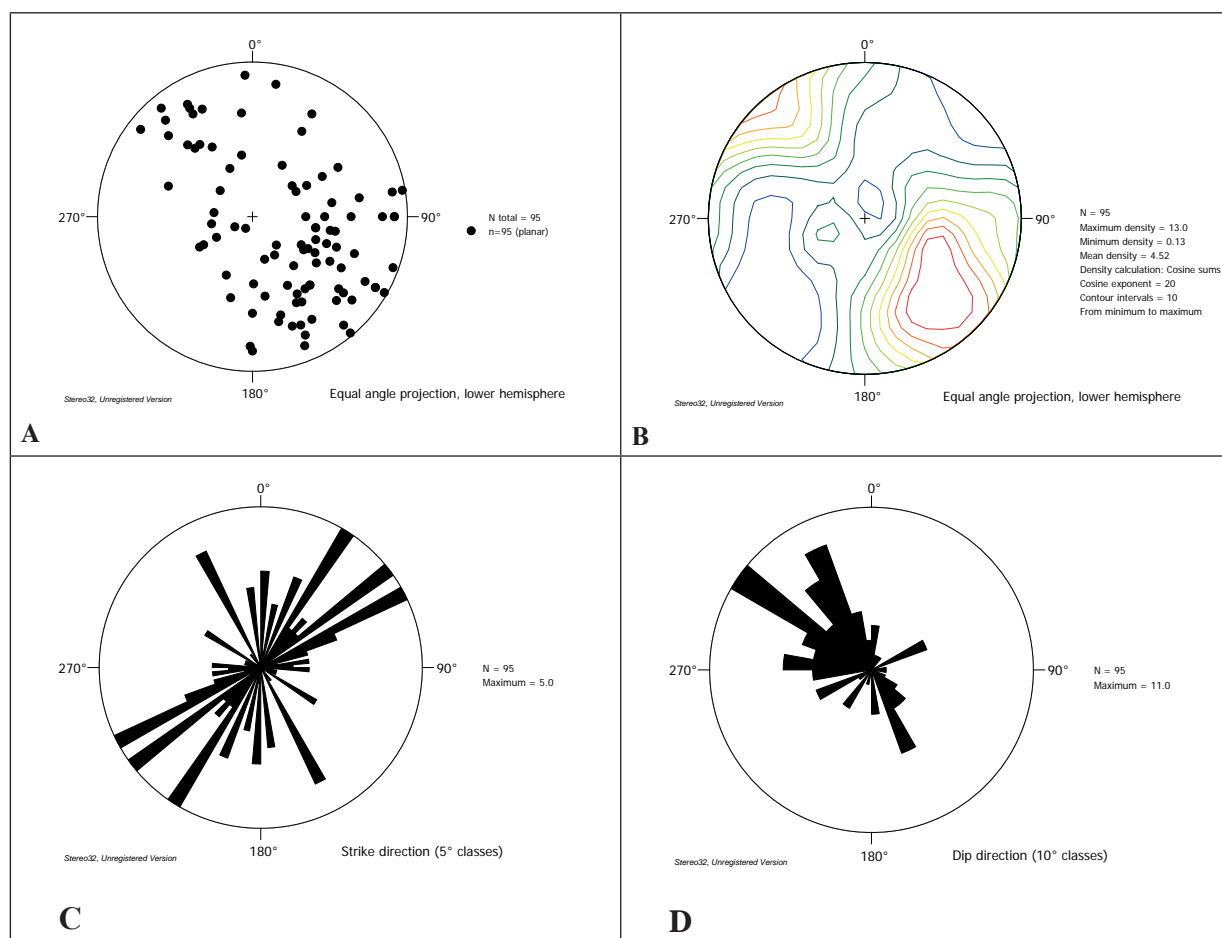 0°
270°
90°
N total = 95
n=95 (planar)
180°
Stereo32, Unregistered Version
Equal angle projection, lower hemisphere
A
0°
270°
90°
N = 95
Maximum density = 13.0
Minimum density = 0.13
Mean density = 4.52
Density calculation: Cosine sums
Cosine exponent = 20
Contour intervals = 10
From minimum to maximum
180°
Stereo32, Unregistered Version
Equal angle projection, lower hemisphere
B
0°
270°
90°
N = 95
Maximum = 5.0
180°
Stereo32, Unregistered Version
Strike direction (5° classes)
C
0°
270°
90°
N = 95
Maximum = 11.0
180°
Stereo32, Unregistered Version
Dip direction (10° classes)
D